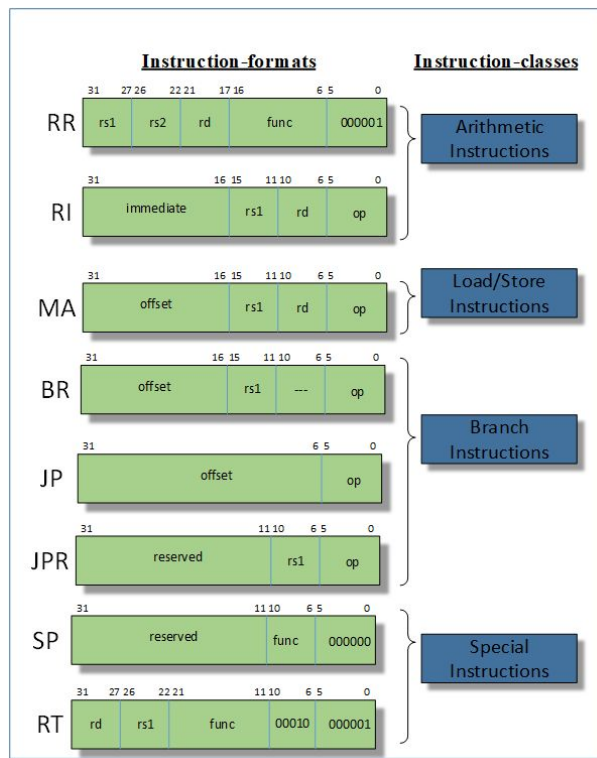 Instruction-formats Instruction-classes
31 27 26 22 21 17 16 6 5 0
RR rs1 rs2 rd func 000001
Arithmetic
Instructions
31 16 15 11 10 6 5 0
RI immediate rs1 rd op
31 16 15 11 10 6 5 0
MA offset rs1 rd op
Load/Store
Instructions
31 16 15 11 10 6 5 0
BR offset rs1 --- op
Branch
Instructions
31 6 5 0
JP offset op
31 11 10 6 5 0
JPR reserved rs1 op
31 11 10 6 5 0
SP reserved func 000000
Special
Instructions
31 27 26 22 21 11 10 6 5 0
RT rd rs1 func 00010 000001